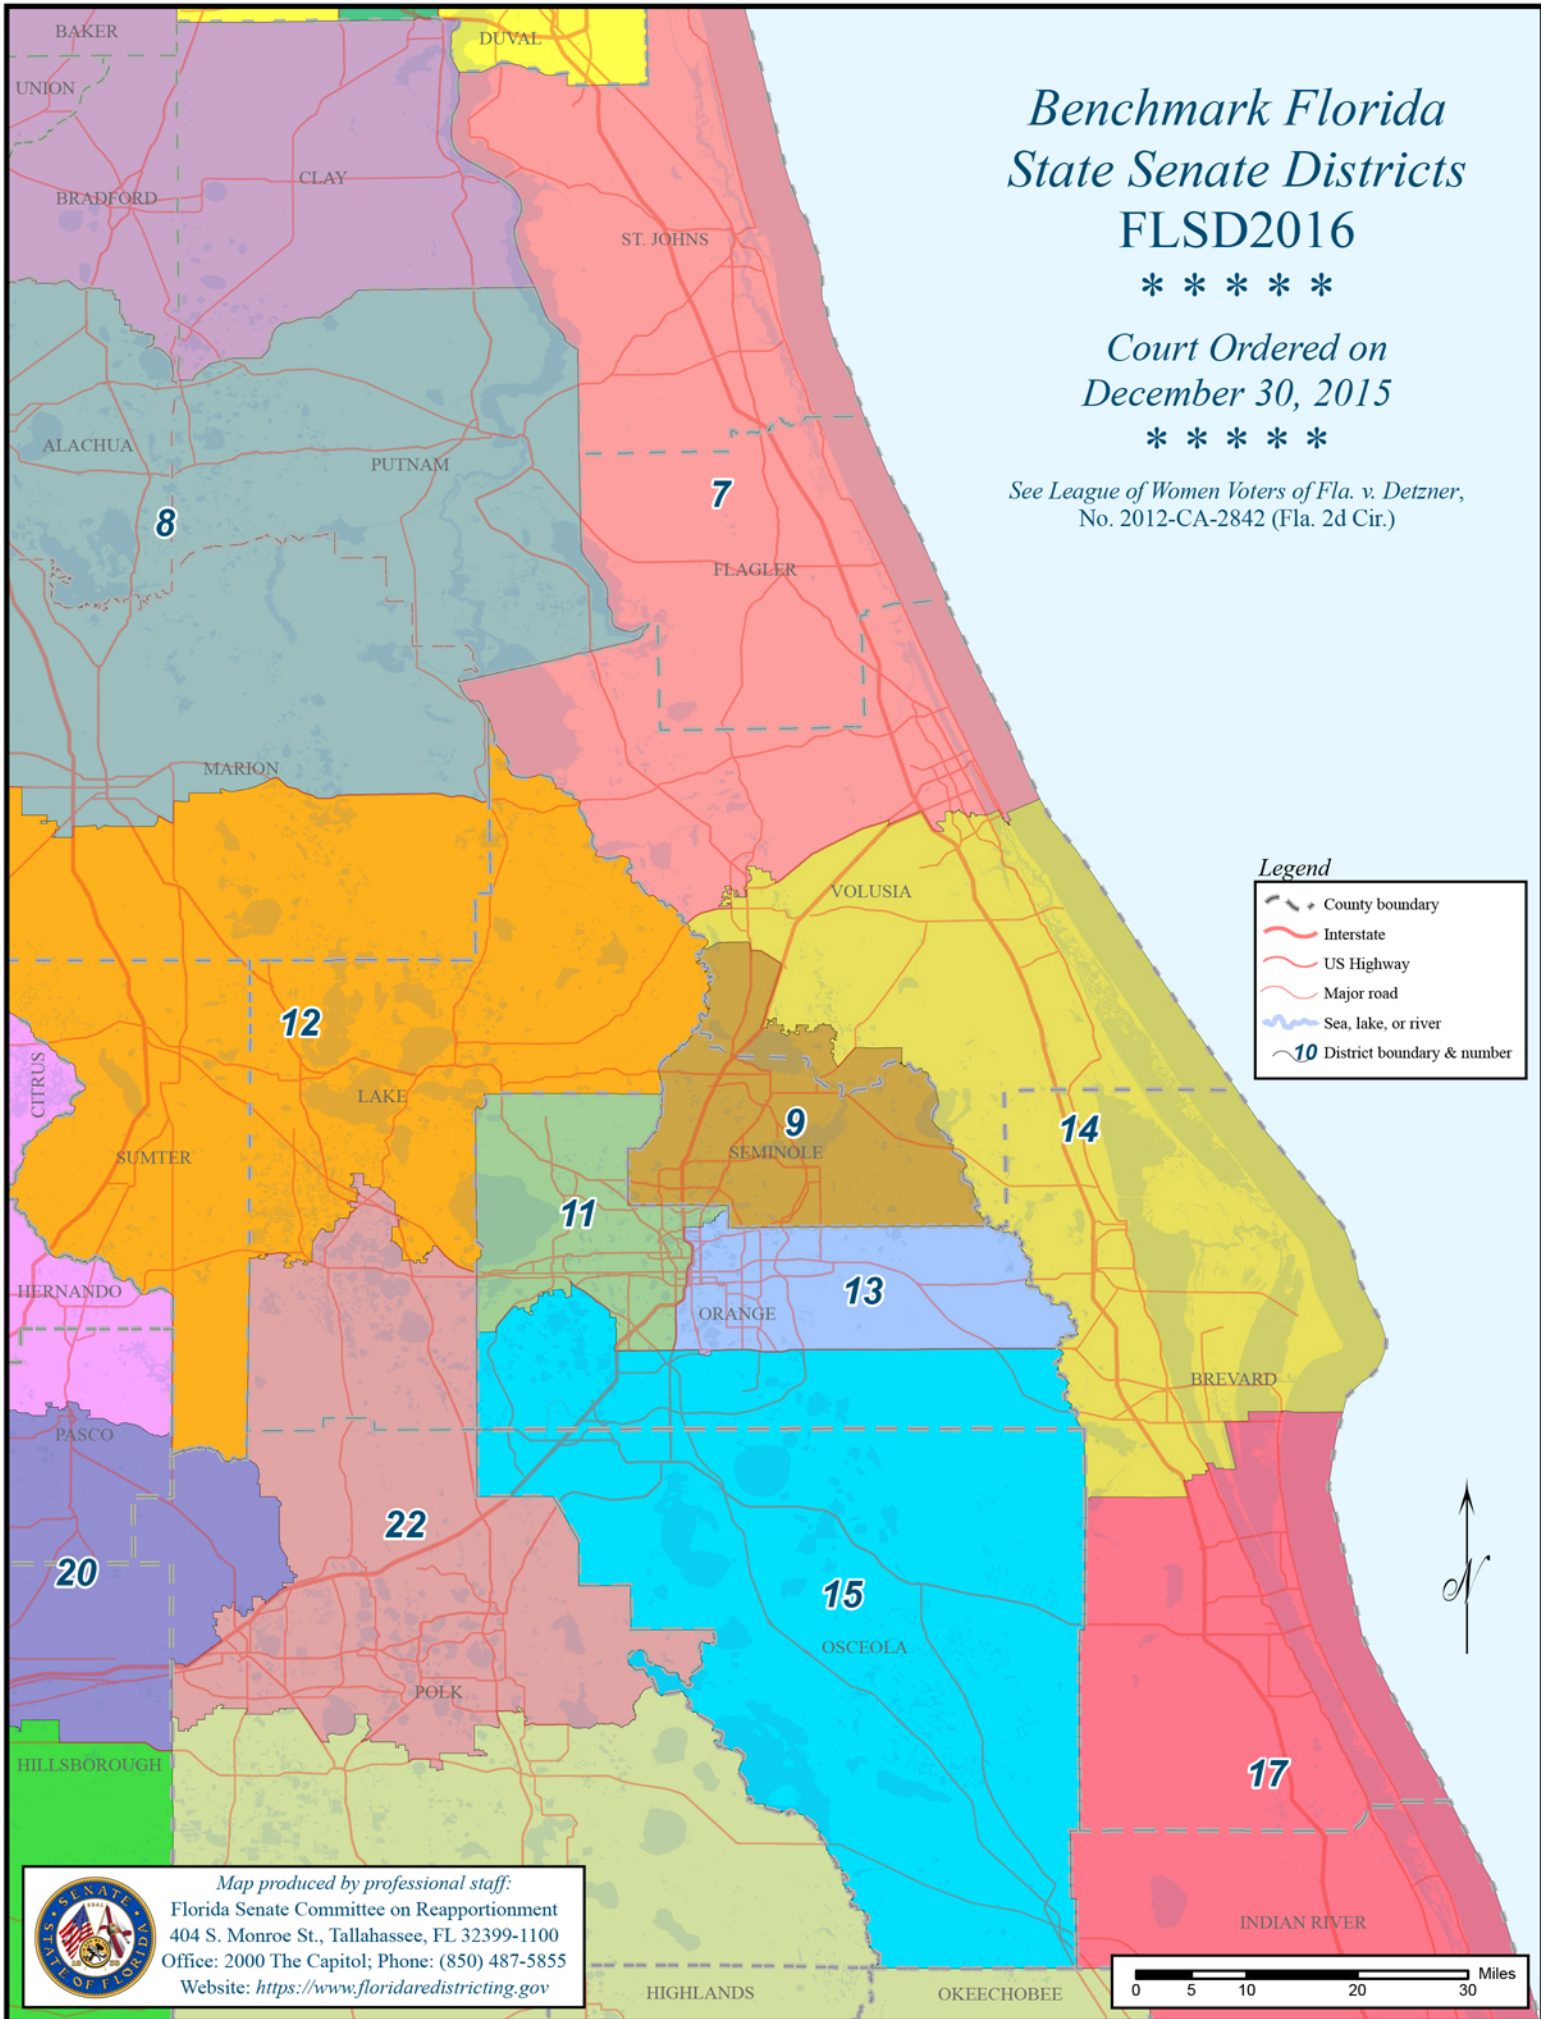 BAKER
DUVAL
UNION
Benchmark Florida
State Senate Districts
FLSD2016
* * * * *
Court Ordered on
December 30, 2015
* * * * *
See League of Women Voters of Fla. v. Detzner,
No. 2012-CA-2842 (Fla. 2d Cir.)
CLAY
BRADFORD
ST. JOHNS
ALACHUA
PUTNAM
7
8
FLAGLER
MARION
VOLUSIA
Legend
County boundary
Interstate
US Highway
Major road
Sea, lake, or river
10 District boundary & number
12
CITRUS
LAKE
9
14
SEMINOLE
SUMTER
11
HERNANDO
13
ORANGE
BREVARD
PASCO
22
20
15
OSCEOLA
POLK
HILLSBOROUGH
17
INDIAN RIVER
HIGHLANDS
OKEECHOBEE
N
SENATE
SEAL
1838
STATE OF FLORIDA
Map produced by professional staff:
Florida Senate Committee on Reapportionment
404 S. Monroe St., Tallahassee, FL 32399-1100
Office: 2000 The Capitol; Phone: (850) 487-5855
Website: https://www.floridaredistricting.gov
Miles
0 5 10 20 30